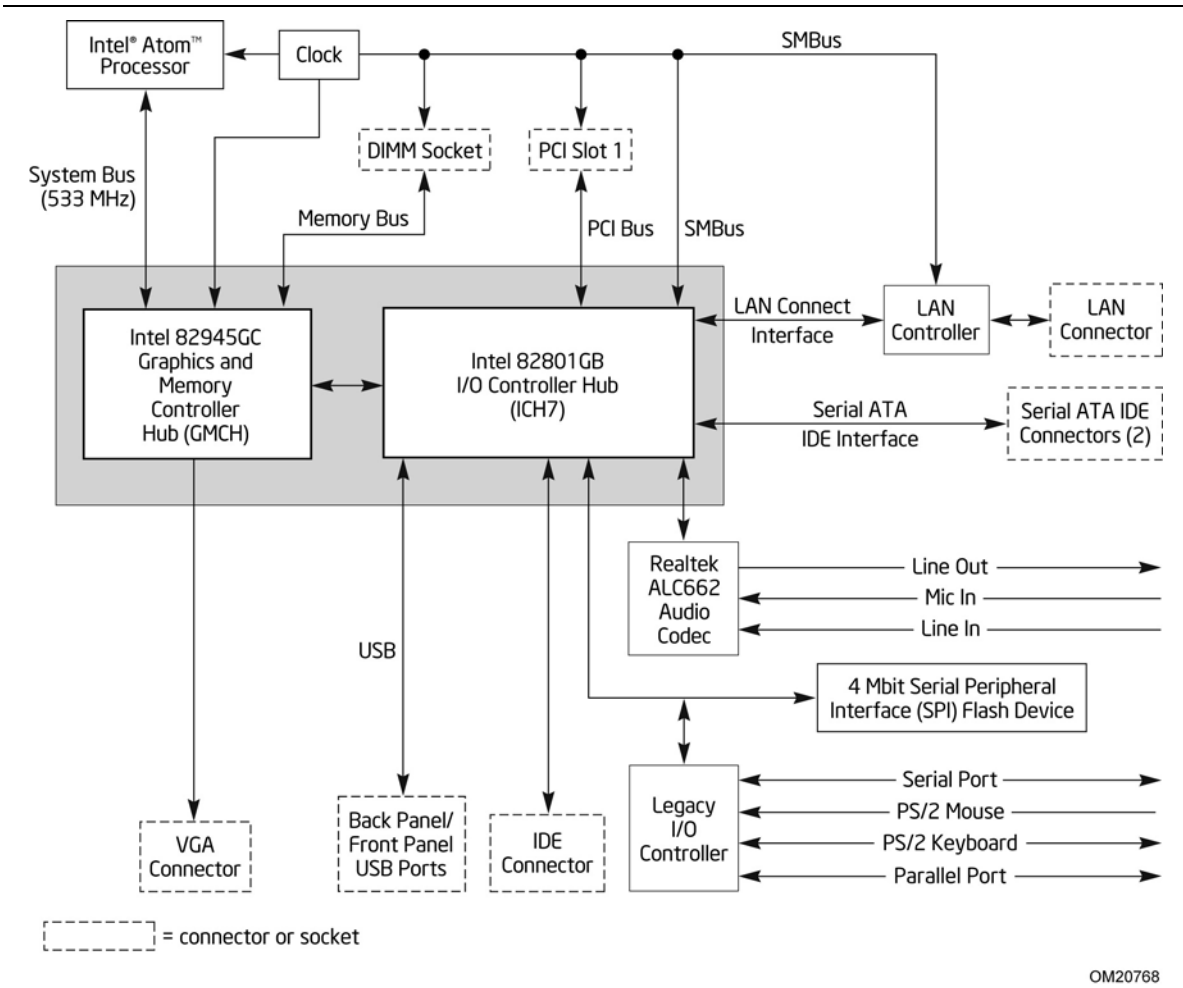 Intel® Atom™
Processor
Clock
SMBus
DIMM Socket
PCI Slot 1
System Bus
(533 MHz)
Memory Bus
PCI Bus
SMBus
Intel 82945GC
Graphics and
Memory
Controller
Hub (GMCH)
Intel 82801GB
I/O Controller Hub
(ICH7)
LAN Connect
Interface
LAN
Controller
LAN
Connector
Serial ATA
IDE Interface
Serial ATA IDE
Connectors (2)
Realtek
ALC662
Audio
Codec
Line Out
Mic In
Line In
USB
4 Mbit Serial Peripheral
Interface (SPI) Flash Device
VGA
Connector
Back Panel/
Front Panel
USB Ports
IDE
Connector
Legacy
I/O
Controller
Serial Port
PS/2 Mouse
PS/2 Keyboard
Parallel Port
= connector or socket
OM20768